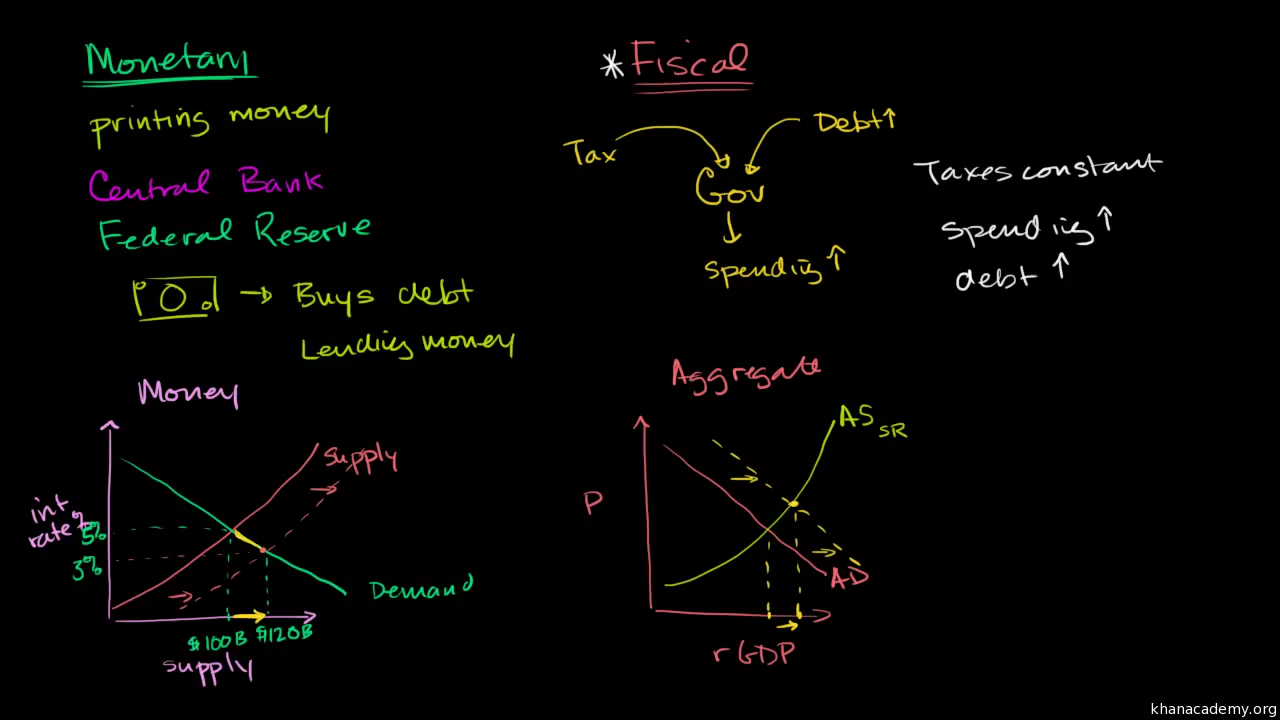 Monetary
printing money
Central Bank
Federal Reserve
Buys debt
Lending money
Money
int
rate
5%
3%
supply
Demand
$100B $120B
supply
* Fiscal
Tax
Debt↑
Gov
spending↑
Taxes constant
spending↑
debt↑
Aggregate
P
AS SR
AD
rGDP
khanacademy.org